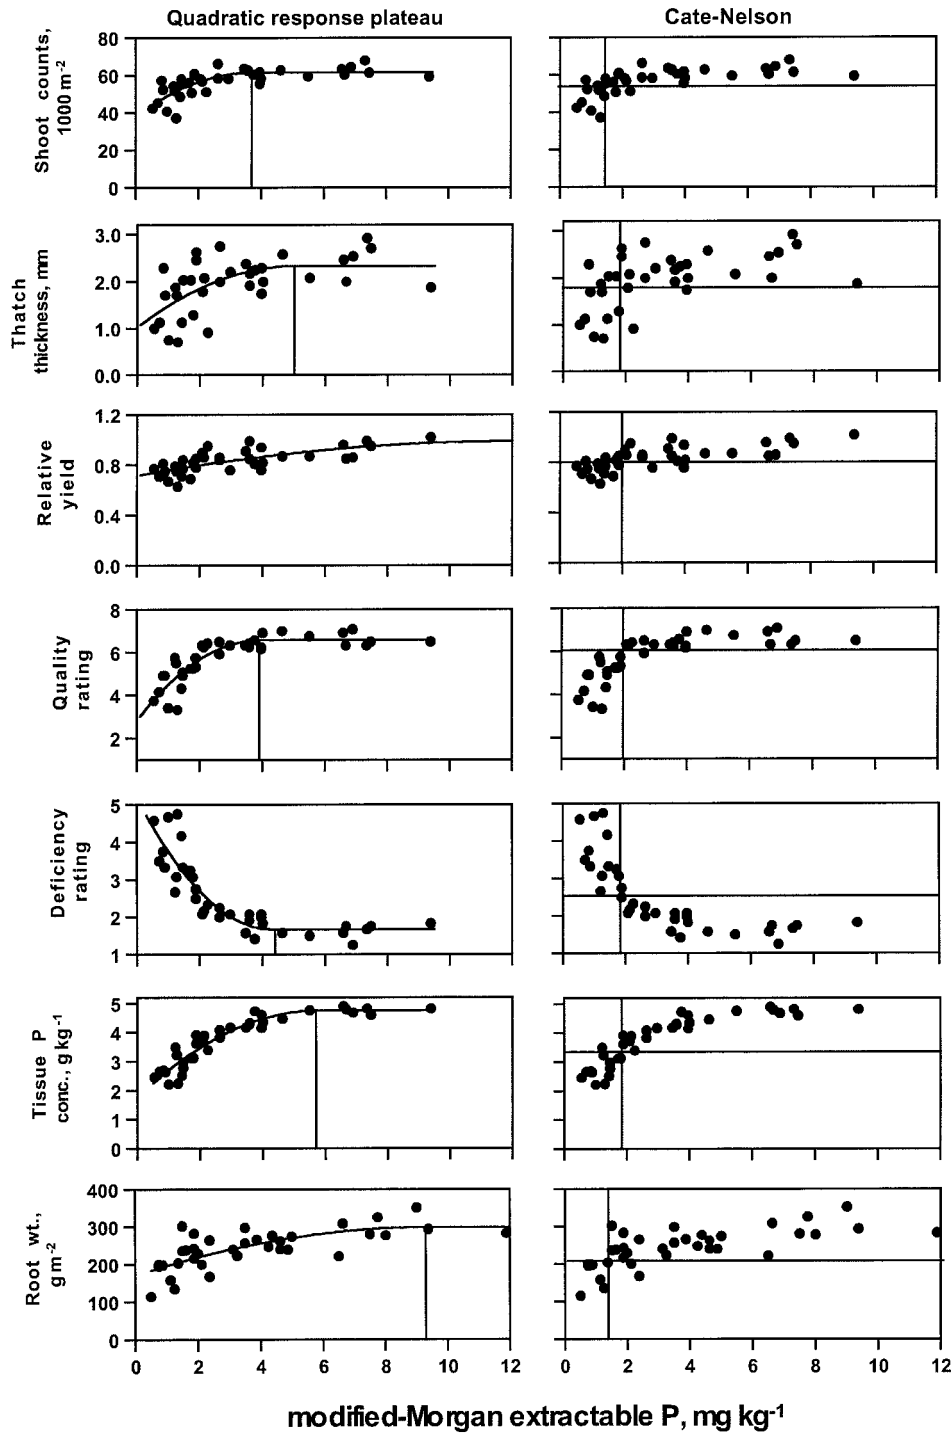 Quadratic response plateau
Cate-Nelson
Shoot counts,
1000 m-2
80
60
40
20
0
Thatch
thickness, mm
3.0
2.0
1.0
0.0
Relative
yield
1.2
0.8
0.4
0.0
Quality
rating
8
6
4
2
Deficiency
rating
5
4
3
2
1
Tissue P
conc., g kg-1
5
4
3
2
1
0
Root wt.,
gm-2
400
300
200
100
0
0 2 4 6 8 10 12
0 2 4 6 8 10 12
modified-Morgan extractable P, mg kg-1